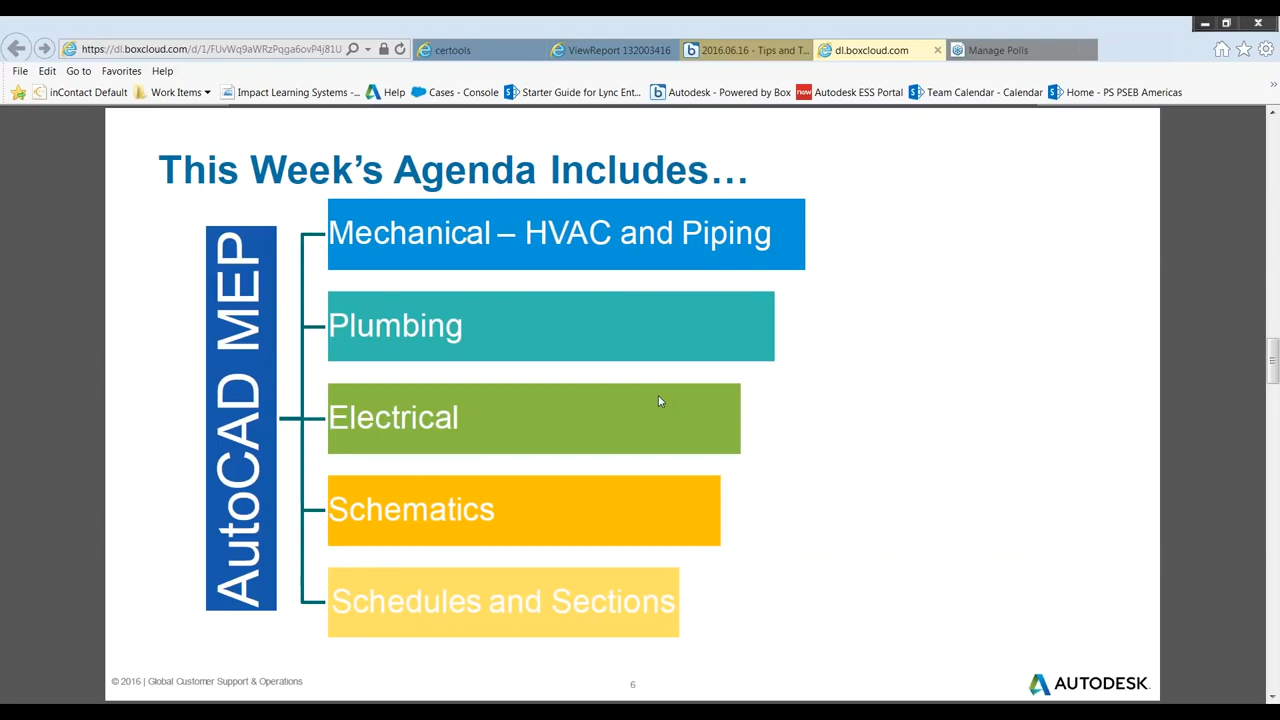 https://dl.boxcloud.com/d/1/FUvWq9aWRzPqga6ovP4j81U
certools
ViewReport 132003416
2016.06.16 - Tips and T...
dl.boxcloud.com
Manage Polls
File Edit Go to Favorites Help
inContact Default
Work Items
Impact Learning Systems -...
Help
Cases - Console
Starter Guide for Lync Ent...
Autodesk - Powered by Box
now
Autodesk ESS Portal
Team Calendar - Calendar
Home - PS PSEB Americas
This Week's Agenda Includes…
AutoCAD MEP
Mechanical – HVAC and Piping
Plumbing
Electrical
Schematics
Schedules and Sections
© 2016 | Global Customer Support & Operations
6
AUTODESK.